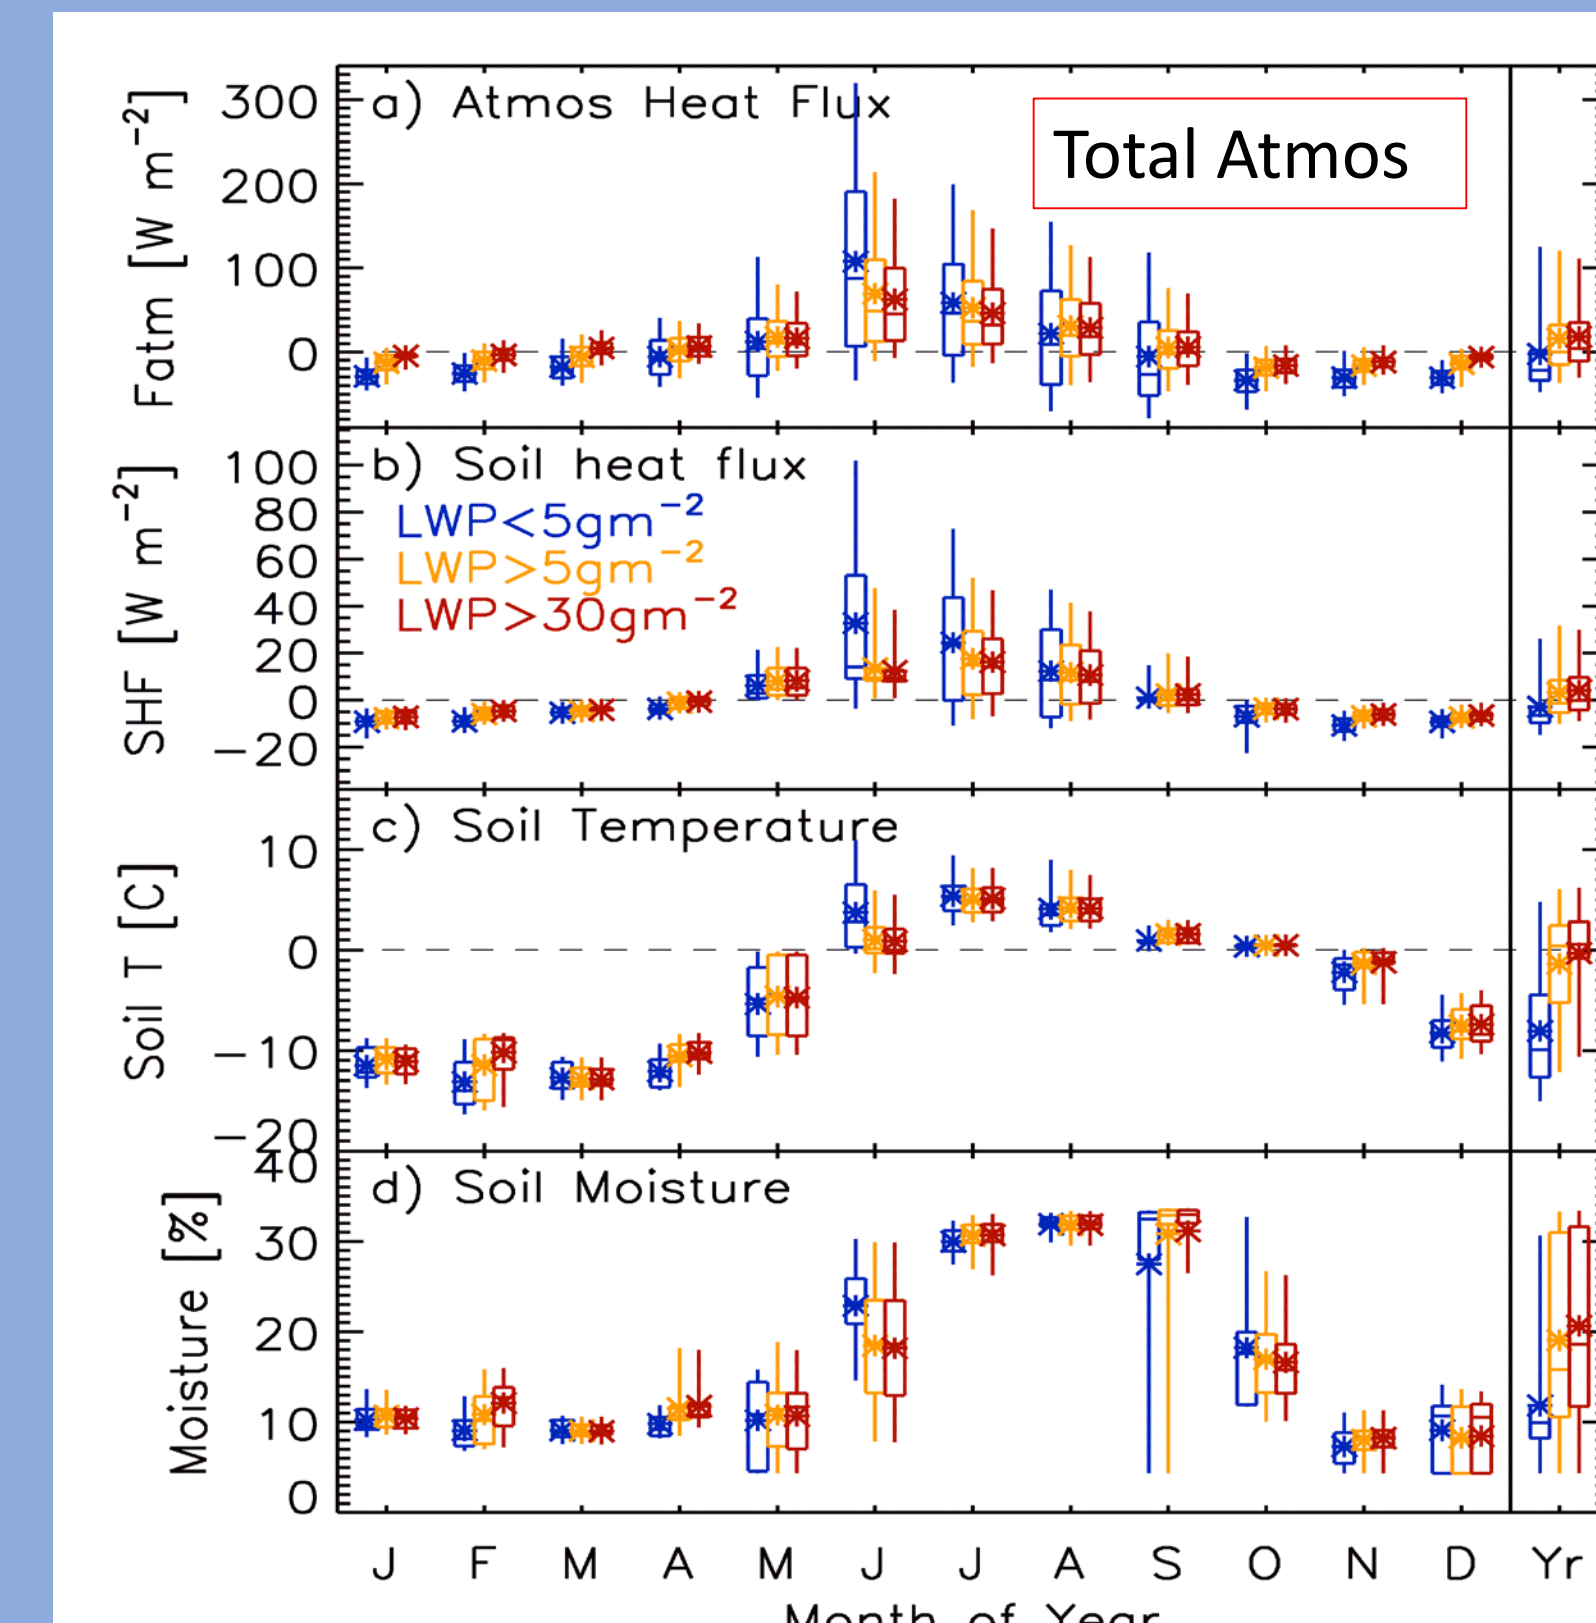 a) Atmos Heat Flux
Total Atmos
Fatm [W m⁻²]
300
200
100
0
b) Soil heat flux
LWP<5gm⁻²
LWP>5gm⁻²
LWP>30gm⁻²
SHF [W m⁻²]
100
80
60
40
20
0
−20
c) Soil Temperature
Soil T [C]
10
0
−10
−20
d) Soil Moisture
Moisture [%]
40
30
20
10
0
J F M A M J J A S O N D Yr
Month of Year